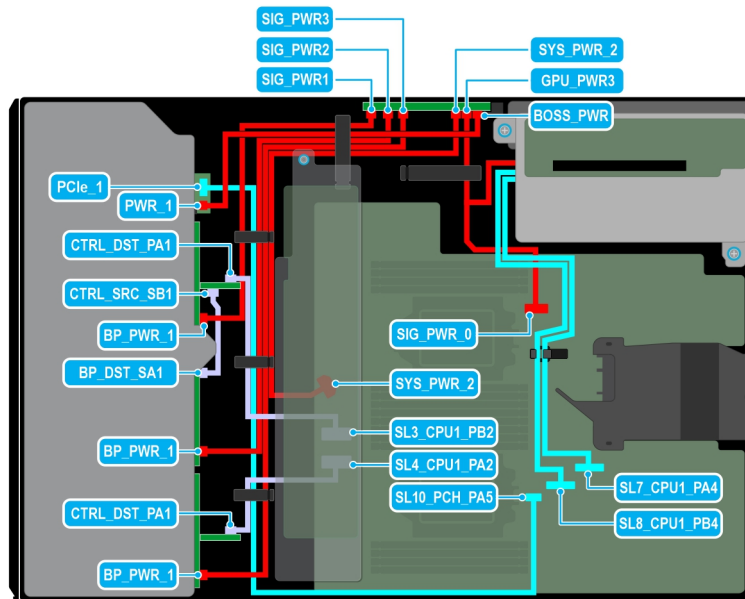 SIG_PWR3
SIG_PWR2
SIG_PWR1
SYS_PWR_2
GPU_PWR3
BOSS_PWR
PCIe_1
PWR_1
CTRL_DST_PA1
CTRL_SRC_SB1
BP_PWR_1
BP_DST_SA1
SIG_PWR_0
SYS_PWR_2
BP_PWR_1
SL3_CPU1_PB2
SL4_CPU1_PA2
SL10_PCH_PA5
SL7_CPU1_PA4
SL8_CPU1_PB4
CTRL_DST_PA1
BP_PWR_1